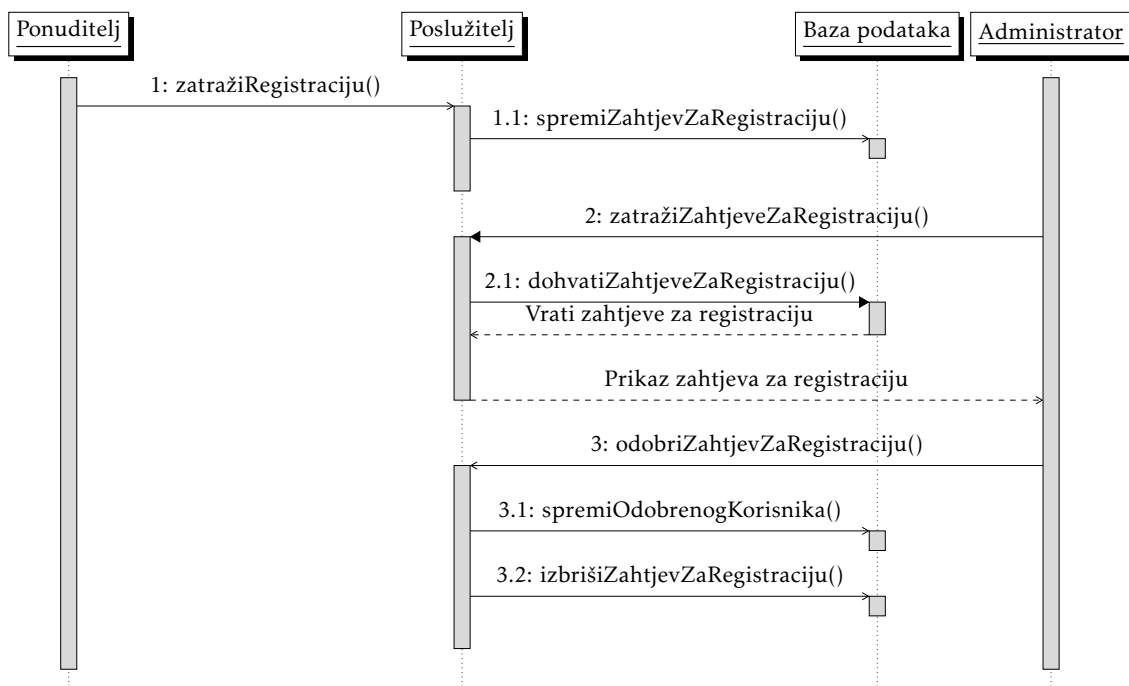 Ponuditelj
Poslužitelj
Baza podataka
Administrator
1: zatražiRegistraciju()
1.1: spremiZahtjevZaRegistraciju()
2: zatražiZahtjeveZaRegistraciju()
2.1: dohvatiZahtjeveZaRegistraciju()
Vrati zahtjeve za registraciju
Prikaz zahtjeva za registraciju
3: odobriZahtjevZaRegistraciju()
3.1: spremiOdobrenogKorisnika()
3.2: izbrišiZahtjevZaRegistraciju()